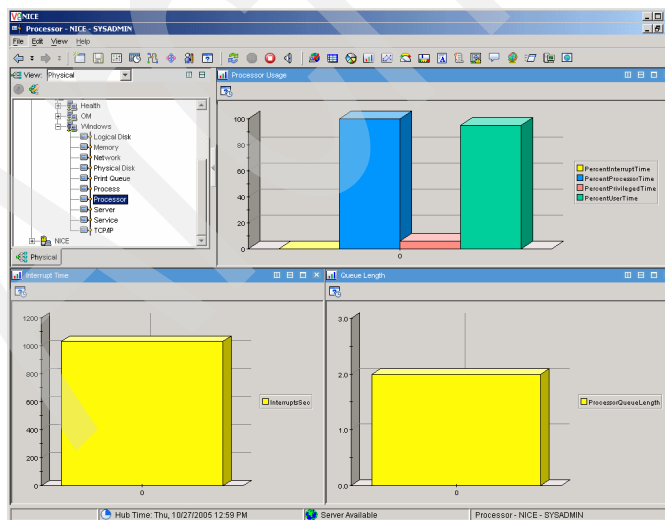 NICE
Processor - NICE - SYSADMIN
File Edit View Help
View: Physical
Health
OM
Windows
Logical Disk
Memory
Network
Physical Disk
Print Queue
Process
Processor
Server
Service
TCP/IP
NICE
Physical
Processor Usage
100
80
60
40
20
0
0
PercentInterruptTime
PercentProcessorTime
PercentPrivilegedTime
PercentUserTime
Interrupt Time
1200
1000
800
600
400
200
0
0
InterruptsSec
Queue Length
3.0
2.0
1.0
0.0
0
ProcessorQueueLength
Hub Time: Thu, 10/27/2005 12:59 PM
Server Available
Processor - NICE - SYSADMIN